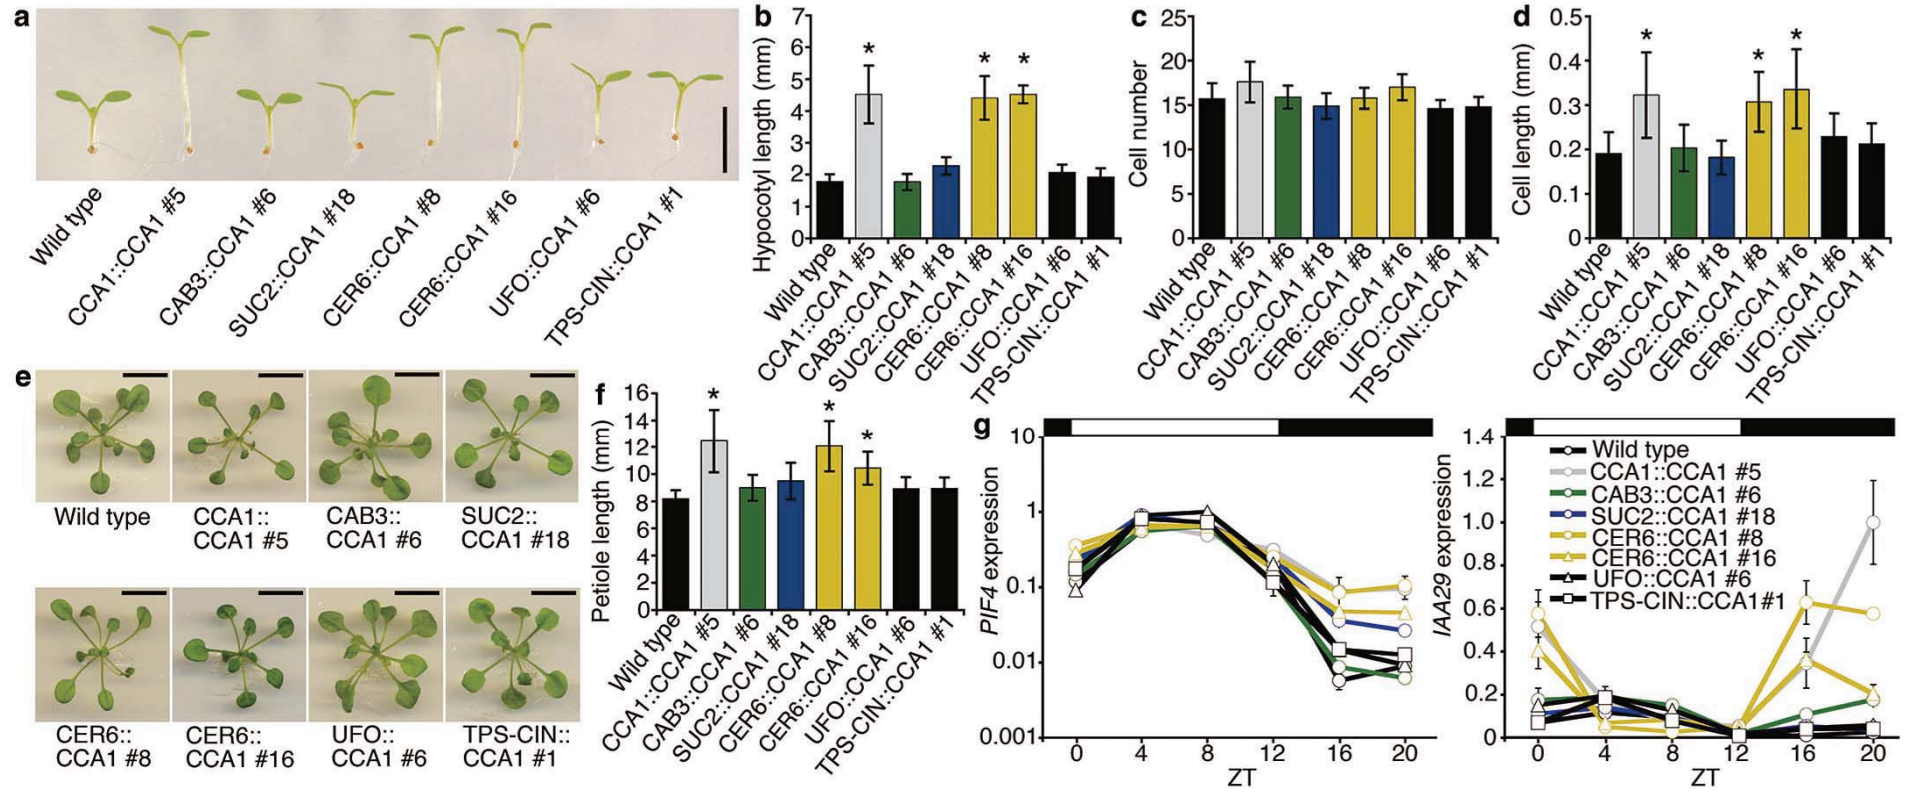 a
Wild type
CCA1::CCA1 #5
CAB3::CCA1 #6
SUC2::CCA1 #18
CER6::CCA1 #8
CER6::CCA1 #16
UFO::CCA1 #6
TPS-CIN::CCA1 #1
b
Hypocotyl length (mm)
7
6
5
4
3
2
1
0
*
*
*
Wild type
CCA1::CCA1 #5
CAB3::CCA1 #6
SUC2::CCA1 #18
CER6::CCA1 #8
CER6::CCA1 #16
UFO::CCA1 #6
TPS-CIN::CCA1 #1
c
Cell number
25
20
15
10
5
0
Wild type
CCA1::CCA1 #5
CAB3::CCA1 #6
SUC2::CCA1 #18
CER6::CCA1 #8
CER6::CCA1 #16
UFO::CCA1 #6
TPS-CIN::CCA1 #1
d
Cell length (mm)
0.5
0.4
0.3
0.2
0.1
0
*
*
*
Wild type
CCA1::CCA1 #5
CAB3::CCA1 #6
SUC2::CCA1 #18
CER6::CCA1 #8
CER6::CCA1 #16
UFO::CCA1 #6
TPS-CIN::CCA1 #1
e
Wild type
CCA1::
CCA1 #5
CAB3::
CCA1 #6
SUC2::
CCA1 #18
CER6::
CCA1 #8
CER6::
CCA1 #16
UFO::
CCA1 #6
TPS-CIN::
CCA1 #1
f
Petiole length (mm)
16
14
12
10
8
6
4
2
0
*
*
*
Wild type
CCA1::CCA1 #5
CAB3::CCA1 #6
SUC2::CCA1 #18
CER6::CCA1 #8
CER6::CCA1 #16
UFO::CCA1 #6
TPS-CIN::CCA1 #1
g
PIF4 expression
10
1
0.1
0.01
0.001
0 4 8 12 16 20
ZT
IAA29 expression
1.4
1.2
1.0
0.8
0.6
0.4
0.2
0
Wild type
CCA1::CCA1 #5
CAB3::CCA1 #6
SUC2::CCA1 #18
CER6::CCA1 #8
CER6::CCA1 #16
UFO::CCA1 #6
TPS-CIN::CCA1#1
0 4 8 12 16 20
ZT